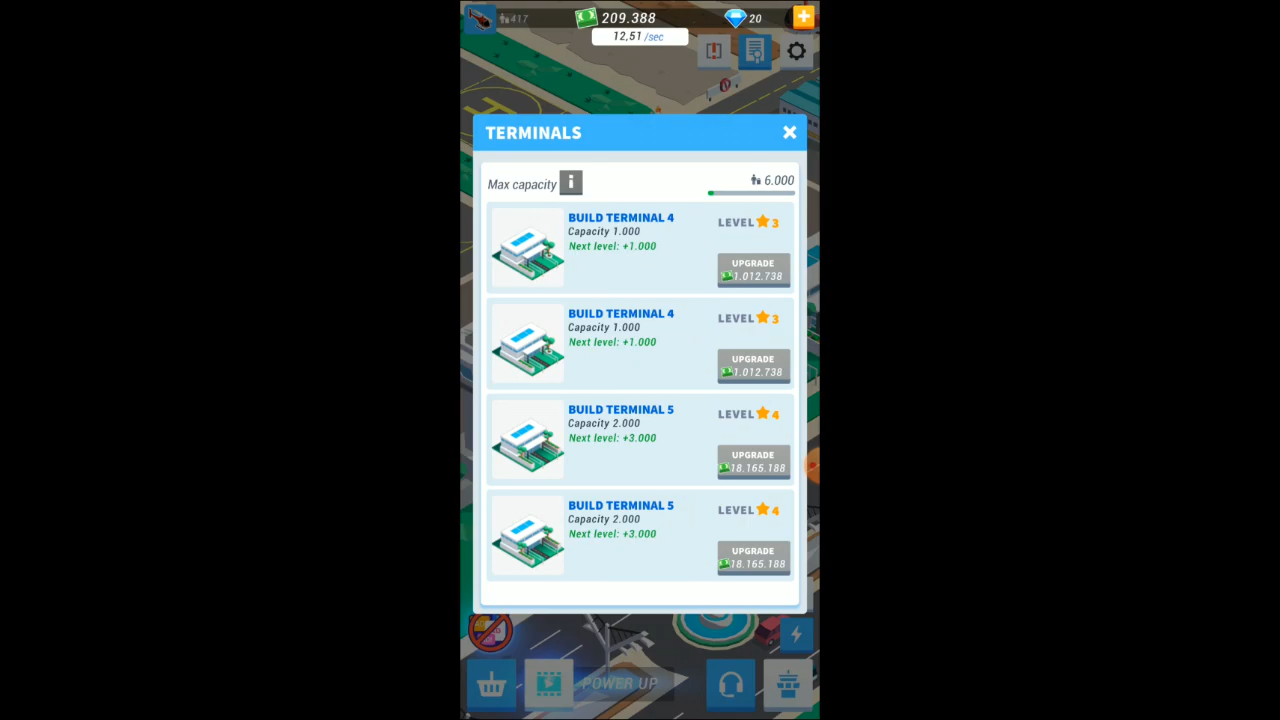 417 209.388 20
12,51 /sec
TERMINALS
Max capacity i 6.000
BUILD TERMINAL 4 LEVEL 3
Capacity 1.000
Next level: +1.000
UPGRADE
1.012.738
BUILD TERMINAL 4 LEVEL 3
Capacity 1.000
Next level: +1.000
UPGRADE
1.012.738
BUILD TERMINAL 5 LEVEL 4
Capacity 2.000
Next level: +3.000
UPGRADE
18.165.188
BUILD TERMINAL 5 LEVEL 4
Capacity 2.000
Next level: +3.000
UPGRADE
18.165.188
POWER UP